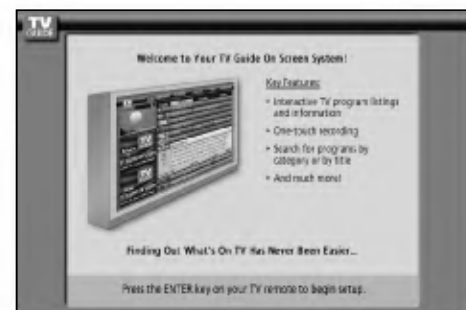 TV
GUIDE
Welcome to Your TV Guide On Screen System!
Key Features:
• Interactive TV program listings
and information
• One-touch recording
• Search for programs by
category or by title
• And much more!
Finding Out What's On TV Has Never Been Easier...
Press the ENTER key on your TV remote to begin setup.